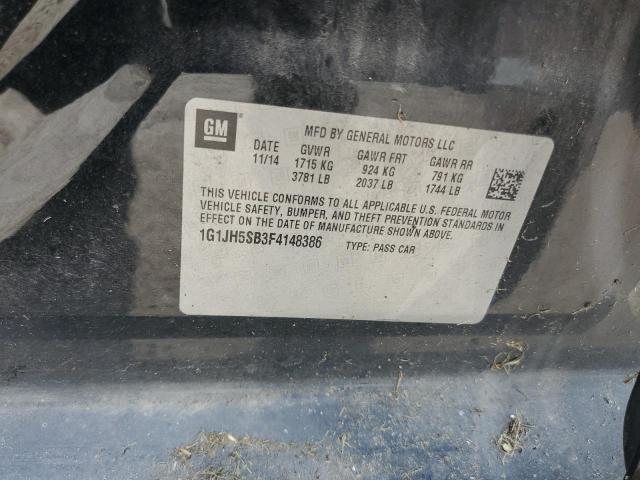 GM
MFD BY GENERAL MOTORS LLC
DATE GVWR GAWR FRT GAWR RR
11/14 1715 KG 924 KG 791 KG
3781 LB 2037 LB 1744 LB
THIS VEHICLE CONFORMS TO ALL APPLICABLE U.S. FEDERAL MOTOR
VEHICLE SAFETY, BUMPER, AND THEFT PREVENTION STANDARDS IN
EFFECT ON THE DATE OF MANUFACTURE SHOWN ABOVE.
1G1JH5SB3F4148386 TYPE: PASS CAR